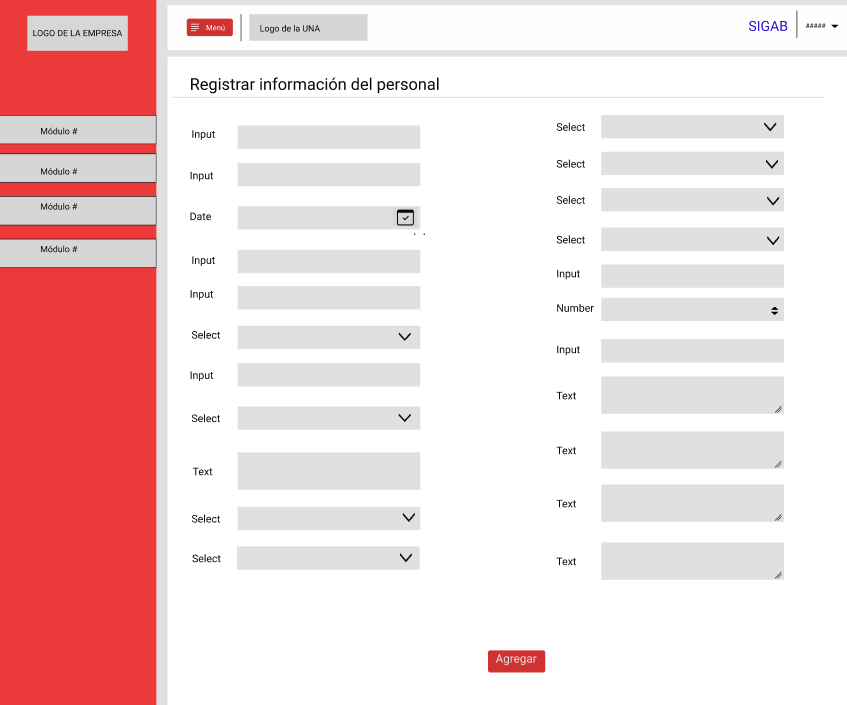 LOGO DE LA EMPRESA
Menú
Logo de la UNA
SIGAB
#####
Módulo #
Módulo #
Módulo #
Módulo #
Registrar información del personal
Input
Input
Date
Input
Input
Select
Input
Select
Text
Select
Select
Select
Select
Select
Select
Input
Number
Input
Text
Text
Text
Text
Agregar